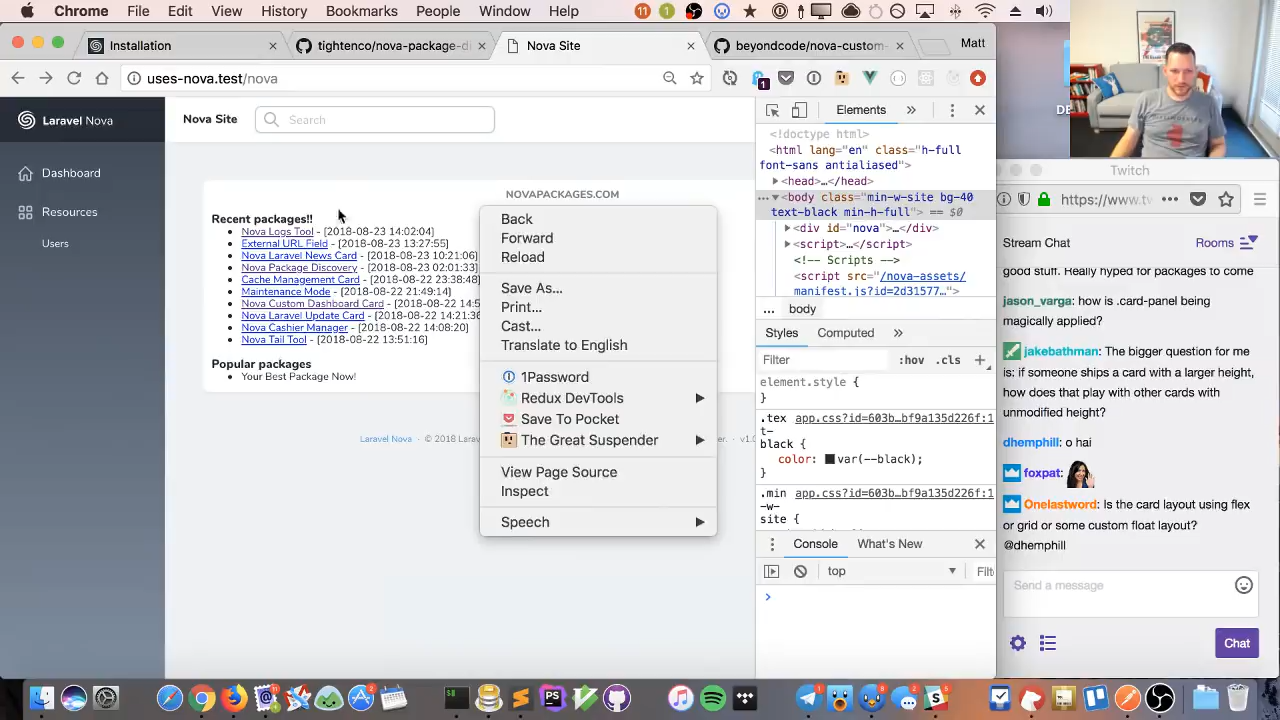 Chrome File Edit View History Bookmarks People Window Help
11 1
Installation × tightenco/nova-package-d × Nova Site × beyondcode/nova-custom- × Matt
uses-nova.test/nova
1
Laravel Nova
Nova Site Search
Dashboard
Resources
Users
NOVAPACKAGES.COM
Recent packages!!
Nova Logs Tool - [2018-08-23 14:02:04]
External URL Field - [2018-08-23 13:27:55]
Nova Laravel News Card - [2018-08-23 10:21:06]
Nova Package Discovery - [2018-08-23 02:01:33]
Cache Management Card - [2018-08-22 23:38:48]
Maintenance Mode - [2018-08-22 21:49:14]
Nova Custom Dashboard Card - [2018-08-22 14:5
Nova Laravel Update Card - [2018-08-22 14:21:36
Nova Cashier Manager - [2018-08-22 14:08:20]
Nova Tail Tool - [2018-08-22 13:51:16]
Popular packages
Your Best Package Now!
Laravel Nova · © 2018 Larav
v1.0
Back
Forward
Reload
Save As...
Print...
Cast...
Translate to English
1Password
Redux DevTools
Save To Pocket
The Great Suspender
View Page Source
Inspect
Speech
Elements »
<!doctype html>
<html lang="en" class="h-full
font-sans antialiased">
<head>…</head>
<body class="min-w-site bg-40
text-black min-h-full"> == $0
<div id="nova">…</div>
<script>…</script>
<!-- Scripts -->
<script src="/nova-assets/
manifest.js?id=2d31577…
... body
Styles Computed »
Filter :hov .cls +
element.style {
}
.tex app.css?id=603b…bf9a135d226f:1
t-
black {
color: var(--black);
}
.min app.css?id=603b…bf9a135d226f:1
-w-
site {
Console What's New
top Filt
>
DE
Twitch
https://www.tw
Stream Chat Rooms
good stuff. Really hyped for packages to come
jason_varga: how is .card-panel being
magically applied?
jakebathman: The bigger question for me
is: if someone ships a card with a larger height,
how does that play with other cards with
unmodified height?
dhemphill: o hai
foxpat:
Onelastword: Is the card layout using flex
or grid or some custom float layout?
@dhemphill
Send a message
Chat